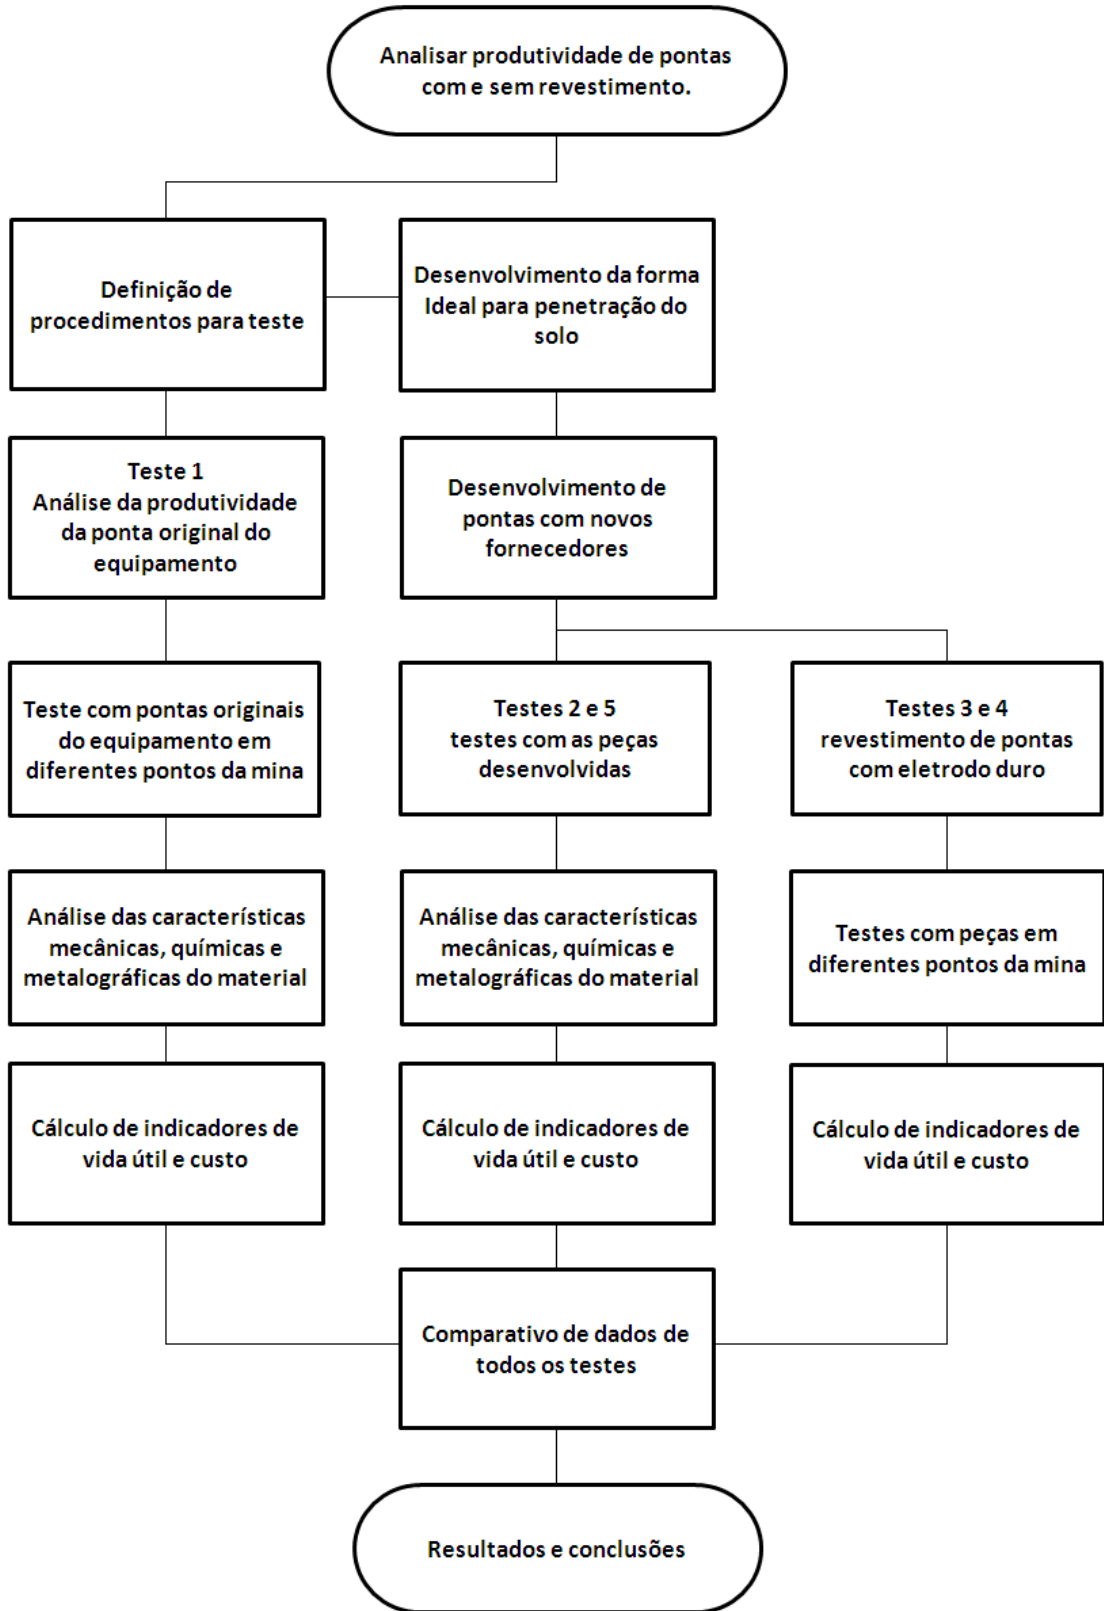 Analisar produtividade de pontas
com e sem revestimento.
Definição de
procedimentos para teste
Desenvolvimento da forma
Ideal para penetração do
solo
Teste 1
Análise da produtividade
da ponta original do
equipamento
Desenvolvimento de
pontas com novos
fornecedores
Teste com pontas originais
do equipamento em
diferentes pontos da mina
Testes 2 e 5
testes com as peças
desenvolvidas
Testes 3 e 4
revestimento de pontas
com eletrodo duro
Análise das característícas
mecânicas, químicas e
metalográficas do material
Análise das característícas
mecânicas, químicas e
metalográficas do material
Testes com peças em
diferentes pontos da mina
Cálculo de indicadores de
vida útil e custo
Cálculo de indicadores de
vida útil e custo
Cálculo de indicadores de
vida útil e custo
Comparativo de dados de
todos os testes
Resultados e conclusões